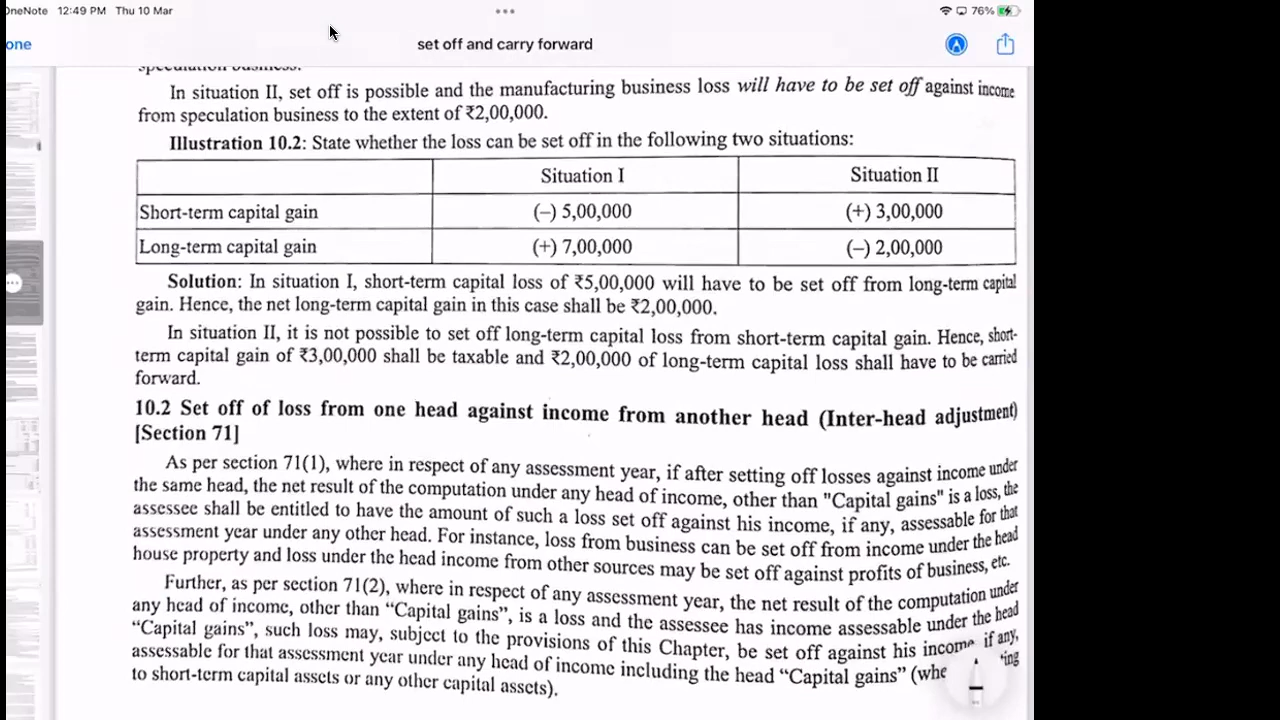 OneNote 12:49 PM Thu 10 Mar 76%
one set off and carry forward
speculation business.
In situation II, set off is possible and the manufacturing business loss will have to be set off against income
from speculation business to the extent of ₹2,00,000.
Illustration 10.2: State whether the loss can be set off in the following two situations:
Situation I Situation II
Short-term capital gain (–) 5,00,000 (+) 3,00,000
Long-term capital gain (+) 7,00,000 (–) 2,00,000
Solution: In situation I, short-term capital loss of ₹5,00,000 will have to be set off from long-term capital
gain. Hence, the net long-term capital gain in this case shall be ₹2,00,000.
In situation II, it is not possible to set off long-term capital loss from short-term capital gain. Hence, short-
term capital gain of ₹3,00,000 shall be taxable and ₹2,00,000 of long-term capital loss shall have to be carried
forward.
10.2 Set off of loss from one head against income from another head (Inter-head adjustment)
[Section 71]
As per section 71(1), where in respect of any assessment year, if after setting off losses against income under
the same head, the net result of the computation under any head of income, other than "Capital gains" is a loss, the
assessee shall be entitled to have the amount of such a loss set off against his income, if any, assessable for that
assessment year under any other head. For instance, loss from business can be set off from income under the head
house property and loss under the head income from other sources may be set off against profits of business, etc.
Further, as per section 71(2), where in respect of any assessment year, the net result of the computation under
any head of income, other than “Capital gains”, is a loss and the assessee has income assessable under the head
“Capital gains”, such loss may, subject to the provisions of this Chapter, be set off against his income if any,
assessable for that assessment year under any head of income including the head “Capital gains” (whe ing
to short-term capital assets or any other capital assets).